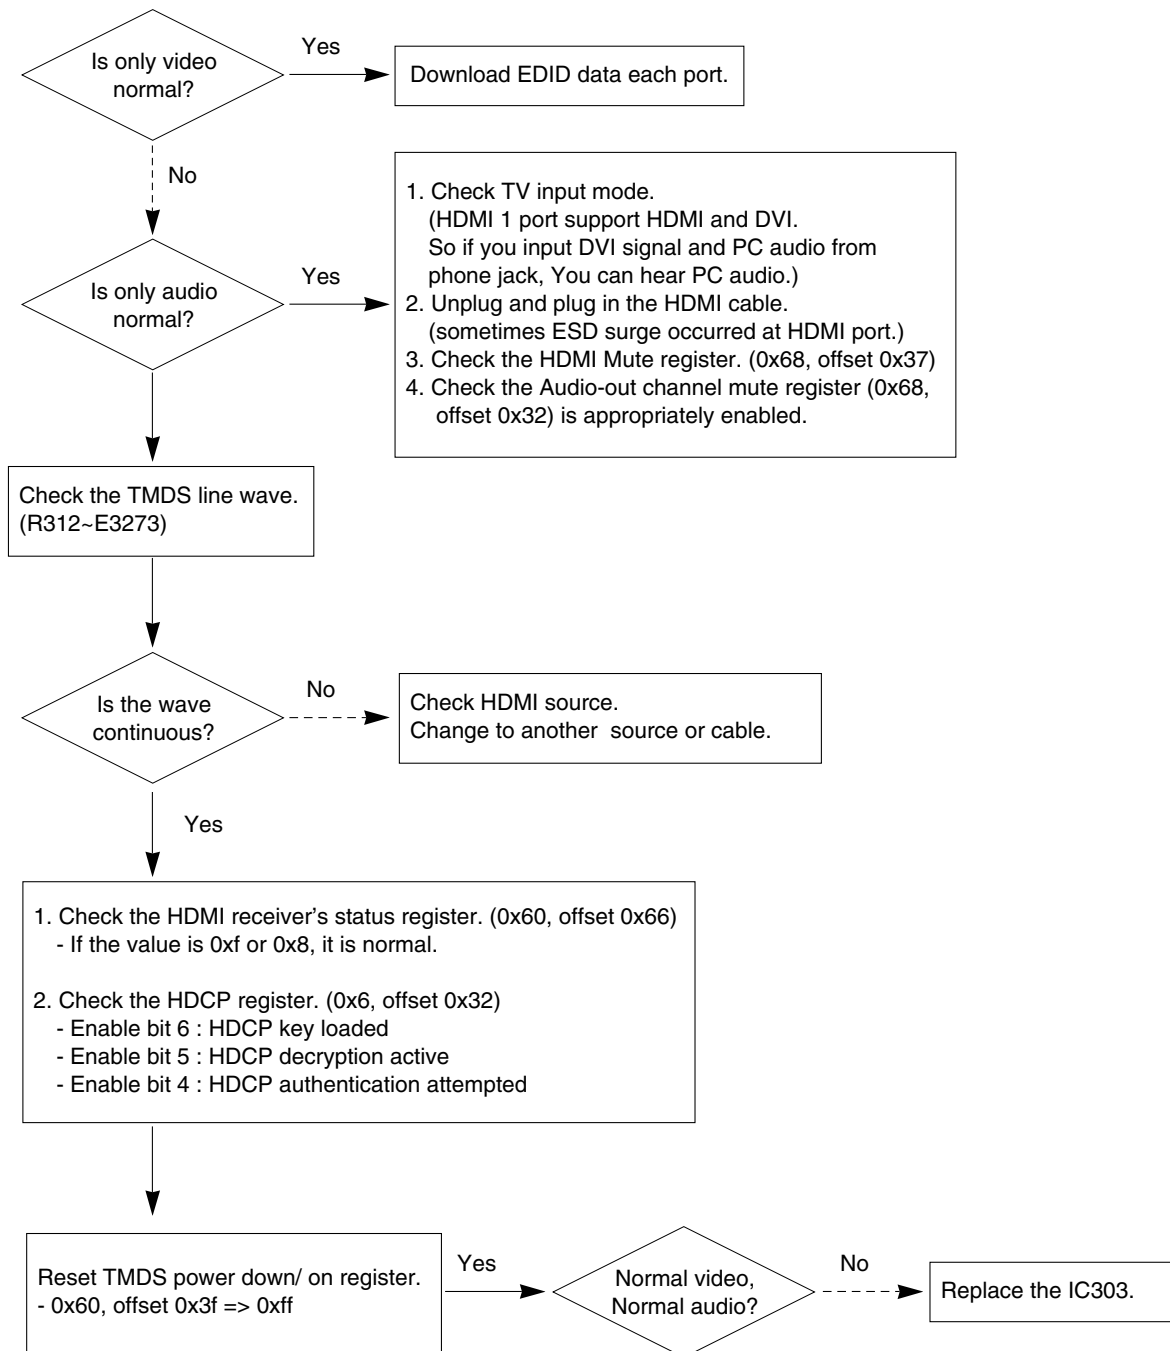 Is only video
normal?
Yes
Download EDID data each port.
No
Is only audio
normal?
Yes
1. Check TV input mode.
(HDMI 1 port support HDMI and DVI.
So if you input DVI signal and PC audio from
phone jack, You can hear PC audio.)
2. Unplug and plug in the HDMI cable.
(sometimes ESD surge occurred at HDMI port.)
3. Check the HDMI Mute register. (0x68, offset 0x37)
4. Check the Audio-out channel mute register (0x68,
offset 0x32) is appropriately enabled.
Check the TMDS line wave.
(R312~E3273)
Is the wave
continuous?
No
Check HDMI source.
Change to another source or cable.
Yes
1. Check the HDMI receiver's status register. (0x60, offset 0x66)
- If the value is 0xf or 0x8, it is normal.
2. Check the HDCP register. (0x6, offset 0x32)
- Enable bit 6 : HDCP key loaded
- Enable bit 5 : HDCP decryption active
- Enable bit 4 : HDCP authentication attempted
Reset TMDS power down/ on register.
- 0x60, offset 0x3f => 0xff
Yes
Normal video,
Normal audio?
No
Replace the IC303.